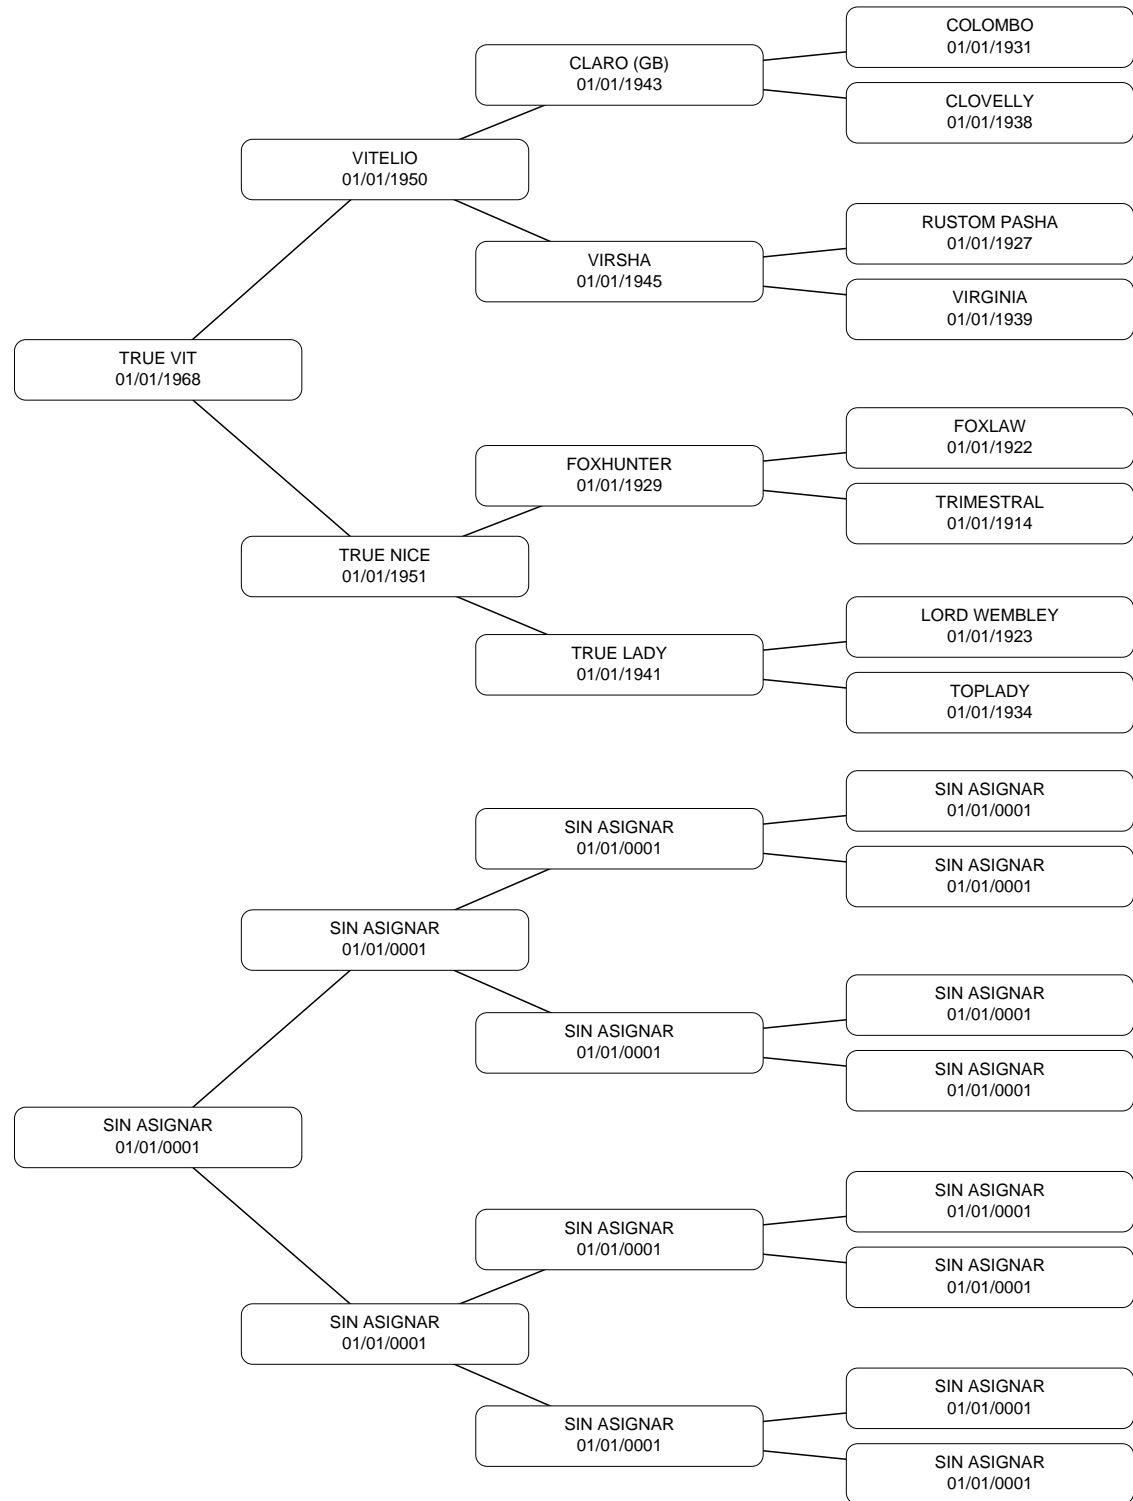 COLOMBO
01/01/1931
CLARO (GB)
01/01/1943
CLOVELLY
01/01/1938
VITELIO
01/01/1950
RUSTOM PASHA
01/01/1927
VIRSHA
01/01/1945
VIRGINIA
01/01/1939
TRUE VIT
01/01/1968
FOXLAW
01/01/1922
FOXHUNTER
01/01/1929
TRIMESTRAL
01/01/1914
TRUE NICE
01/01/1951
LORD WEMBLEY
01/01/1923
TRUE LADY
01/01/1941
TOPLADY
01/01/1934
SIN ASIGNAR
01/01/0001
SIN ASIGNAR
01/01/0001
SIN ASIGNAR
01/01/0001
SIN ASIGNAR
01/01/0001
SIN ASIGNAR
01/01/0001
SIN ASIGNAR
01/01/0001
SIN ASIGNAR
01/01/0001
SIN ASIGNAR
01/01/0001
SIN ASIGNAR
01/01/0001
SIN ASIGNAR
01/01/0001
SIN ASIGNAR
01/01/0001
SIN ASIGNAR
01/01/0001
SIN ASIGNAR
01/01/0001
SIN ASIGNAR
01/01/0001
SIN ASIGNAR
01/01/0001